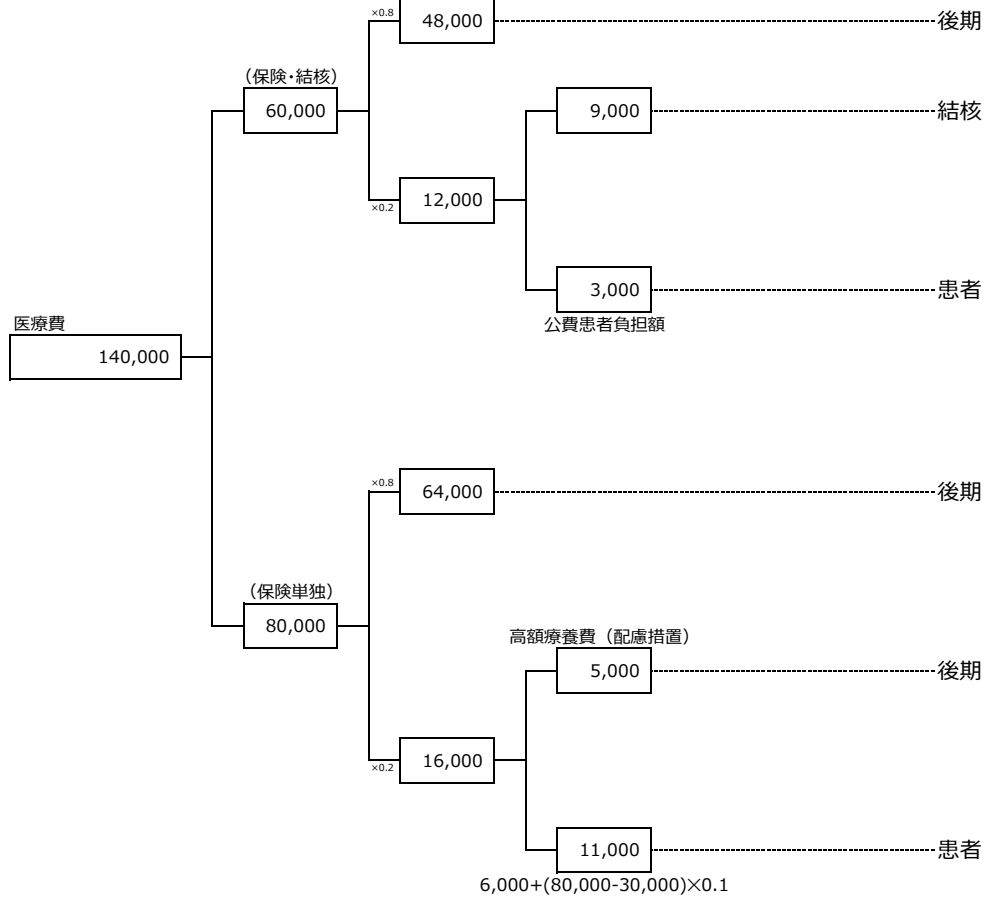 ×0.8
48,000
後期
（保険・結核）
60,000
9,000
結核
×0.2
12,000
3,000
患者
公費患者負担額
医療費
140,000
×0.8
64,000
後期
（保険単独）
80,000
高額療養費（配慮措置）
5,000
後期
×0.2
16,000
11,000
患者
6,000+(80,000-30,000)×0.1